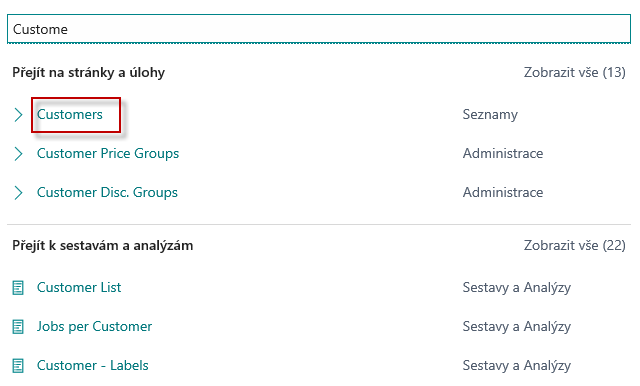 Custome
Přejít na stránky a úlohy Zobrazit vše (13)
Customers Seznamy
Customer Price Groups Administrace
Customer Disc. Groups Administrace
Přejít k sestavám a analýzám Zobrazit vše (22)
Customer List Sestavy a Analýzy
Jobs per Customer Sestavy a Analýzy
Customer - Labels Sestavy a Analýzy